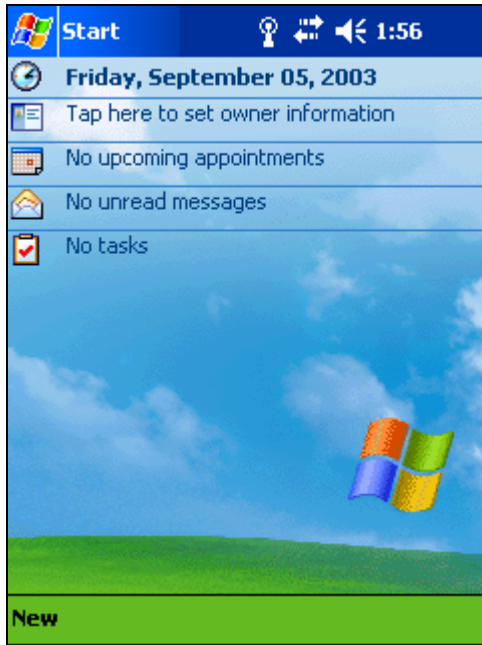 Start 1:56
Friday, September 05, 2003
Tap here to set owner information
No upcoming appointments
No unread messages
No tasks
New